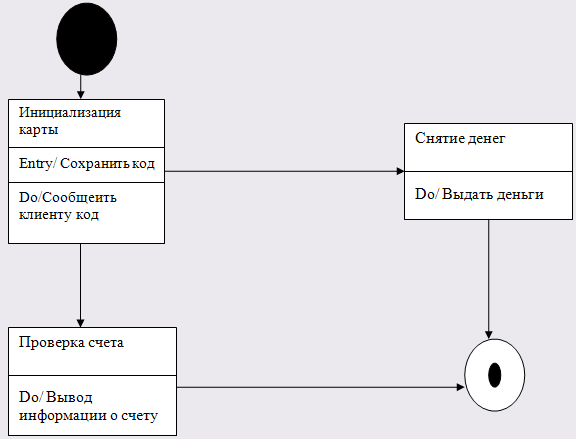 Инициализация
карты
Entry/ Сохранить код
Do/Сообщеить
клиенту код
Снятие денег
Do/ Выдать деньги
Проверка счета
Do/ Вывод
информации о счету